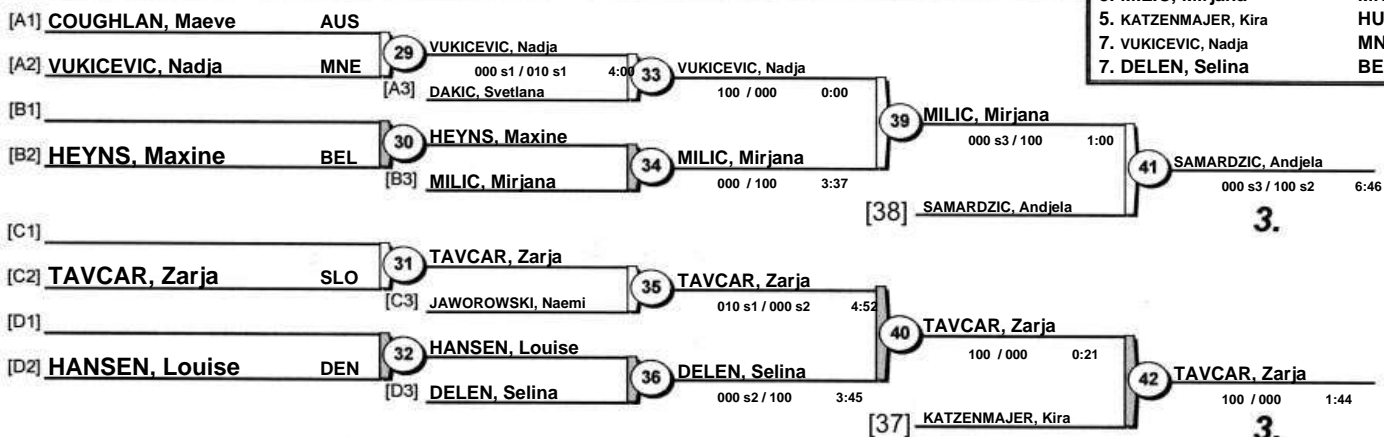 5. KATZENMAJER, Kira HU
7. VUKICEVIC, Nadja MN
7. DELEN, Selina BE
[A1] COUGHLAN, Maeve AUS
[A2] VUKICEVIC, Nadja MNE
29 VUKICEVIC, Nadja
000 s1 / 010 s1 4:00
[A3] DAKIC, Svetlana
33 VUKICEVIC, Nadja
100 / 000 0:00
[B1]
[B2] HEYNS, Maxine BEL
30 HEYNS, Maxine
[B3] MILIC, Mirjana
34 MILIC, Mirjana
000 / 100 3:37
39 MILIC, Mirjana
000 s3 / 100 1:00
[38] SAMARDZIC, Andjela
41 SAMARDZIC, Andjela
000 s3 / 100 s2 6:46
3.
[C1]
[C2] TAVCAR, Zarja SLO
31 TAVCAR, Zarja
[C3] JAWOROWSKI, Naemi
35 TAVCAR, Zarja
010 s1 / 000 s2 4:52
[D1]
[D2] HANSEN, Louise DEN
32 HANSEN, Louise
[D3] DELEN, Selina
36 DELEN, Selina
000 s2 / 100 3:45
40 TAVCAR, Zarja
100 / 000 0:21
[37] KATZENMAJER, Kira
42 TAVCAR, Zarja
100 / 000 1:44
3.